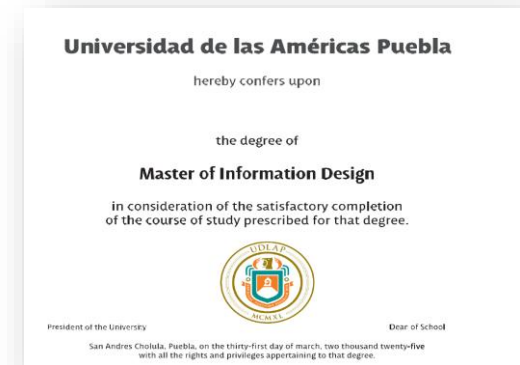 Universidad de las Américas Puebla
hereby confers upon
the degree of
Master of Information Design
in consideration of the satisfactory completion
of the course of study prescribed for that degree.
UDLAP
MCMXL
President of the University
Dear of School
San Andres Cholula, Puebla, on the thirty-first day of march, two thousand twenty-five
with all the rights and privileges appertaining to that degree.